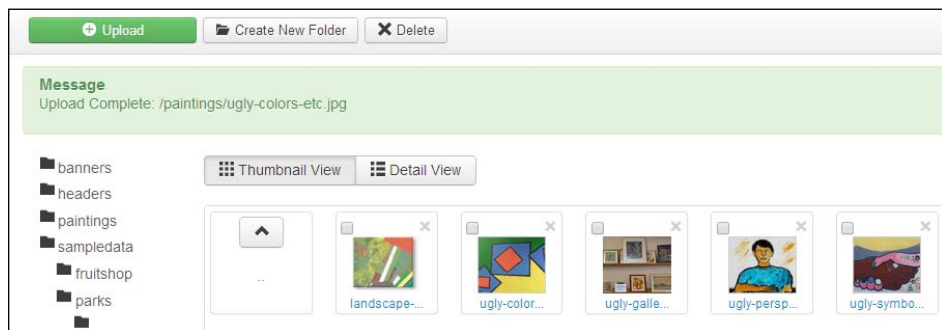 Upload Create New Folder Delete
Message
Upload Complete: /paintings/ugly-colors-etc.jpg
banners
headers
paintings
sampledata
fruitshop
parks
Thumbnail View Detail View
..
landscape-... ugly-color... ugly-galle... ugly-persp... ugly-symbo...